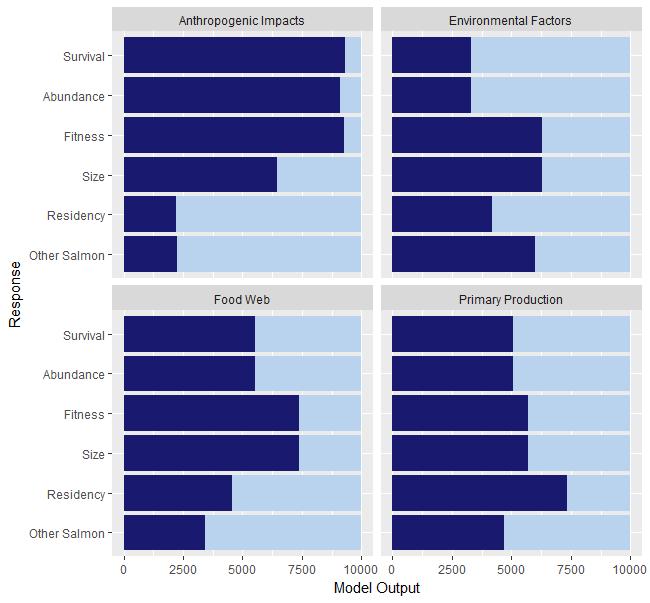 Anthropogenic Impacts
Environmental Factors
Survival
Abundance
Fitness
Size
Residency
Other Salmon
Food Web
Primary Production
Survival
Abundance
Fitness
Size
Residency
Other Salmon
0 2500 5000 7500 10000
0 2500 5000 7500 10000
Model Output
Response